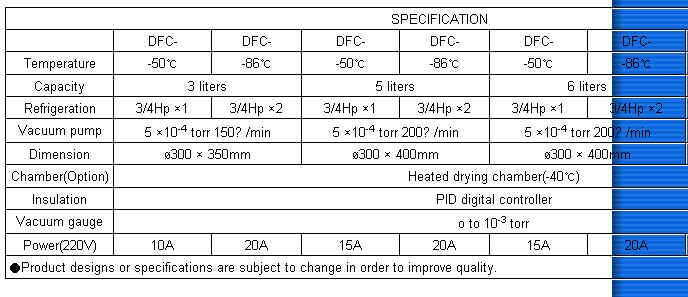 SPECIFICATION
DFC- DFC- DFC- DFC- DFC- DFC-
Temperature -50℃ -86℃ -50℃ -86℃ -50℃ -86℃
Capacity 3 liters 5 liters 6 liters
Refrigeration 3/4Hp ×1 3/4Hp ×2 3/4Hp ×1 3/4Hp ×2 3/4Hp ×1 3/4Hp ×2
Vacuum pump 5 ×10⁻⁴ torr 150? /min 5 ×10⁻⁴ torr 200? /min 5 ×10⁻⁴ torr 200? /min
Dimension ø300 × 350mm ø300 × 400mm ø300 × 400mm
Chamber(Option) Heated drying chamber(-40℃)
Insulation PID digital controller
Vacuum gauge o to 10⁻³ torr
Power(220V) 10A 20A 15A 20A 15A 20A
●Product designs or specifications are subject to change in order to improve quality.